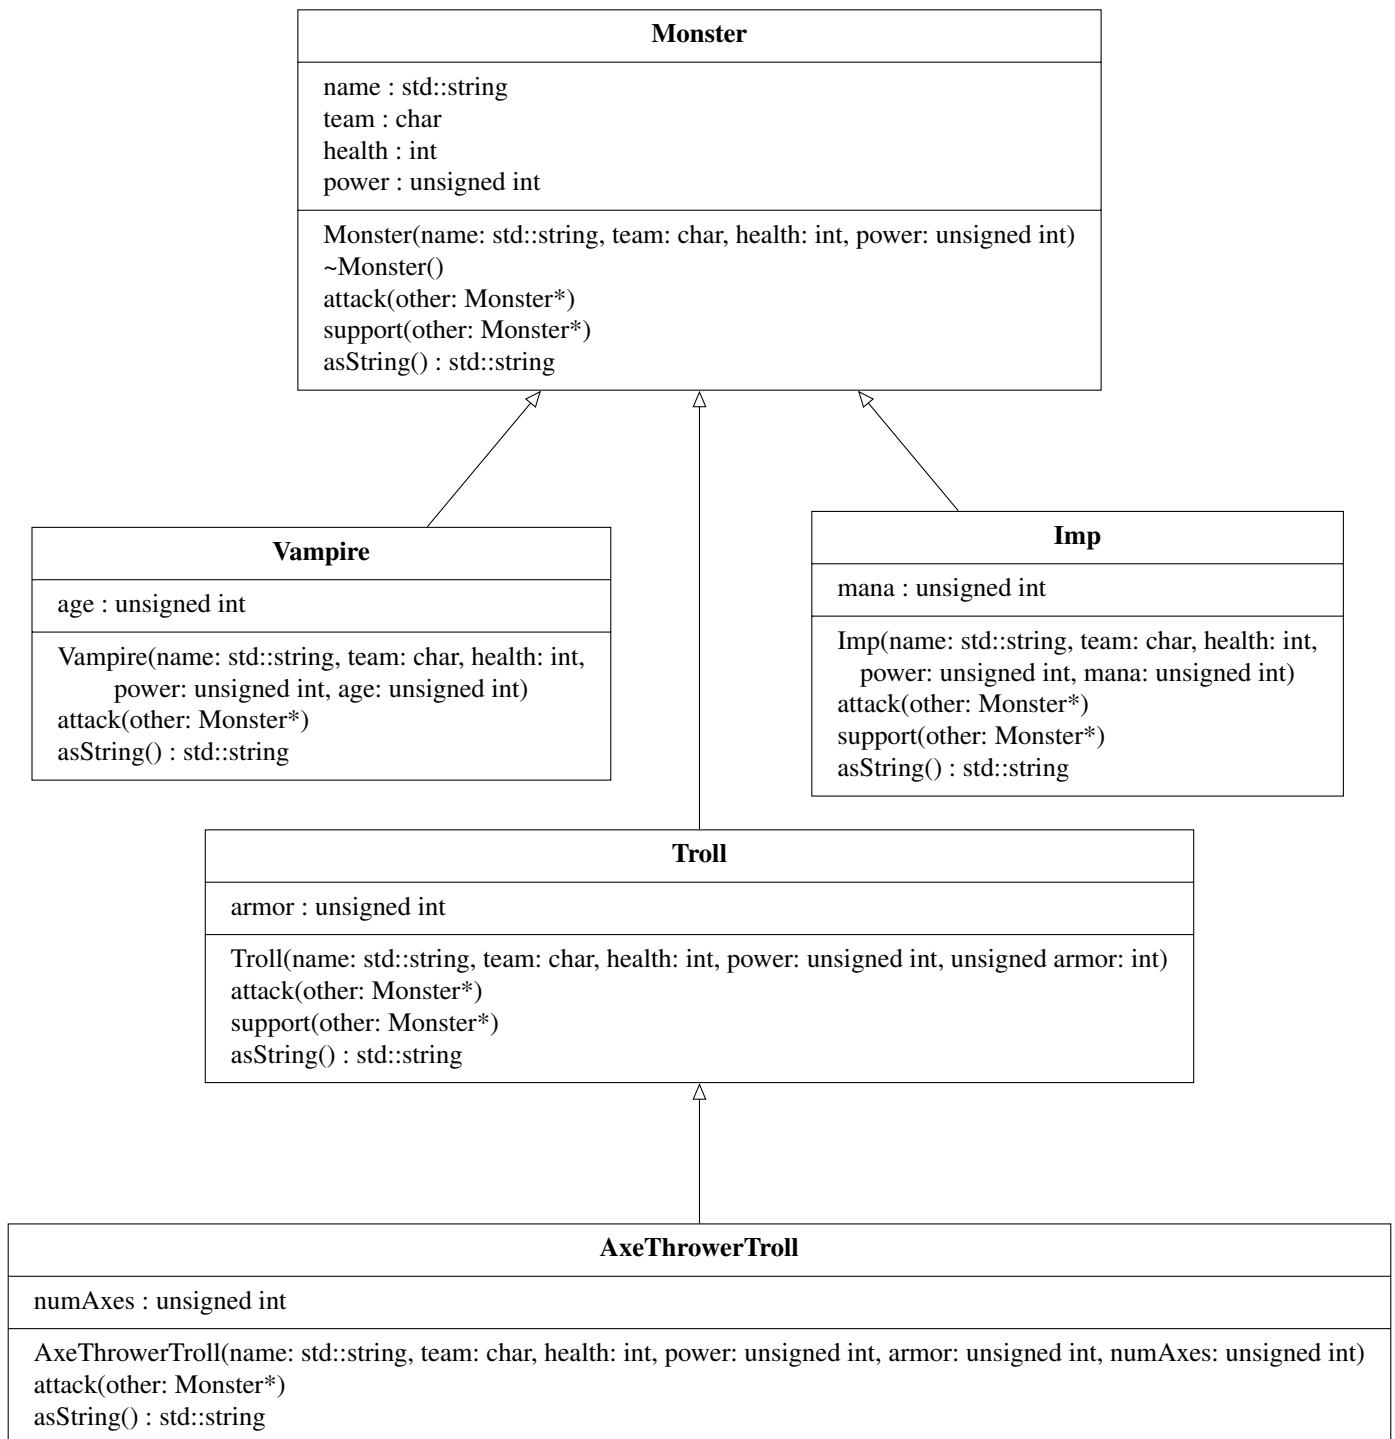 Monster
name : std::string
team : char
health : int
power : unsigned int
Monster(name: std::string, team: char, health: int, power: unsigned int)
~Monster()
attack(other: Monster*)
support(other: Monster*)
asString() : std::string
Vampire
age : unsigned int
Vampire(name: std::string, team: char, health: int,
power: unsigned int, age: unsigned int)
attack(other: Monster*)
asString() : std::string
Imp
mana : unsigned int
Imp(name: std::string, team: char, health: int,
power: unsigned int, mana: unsigned int)
attack(other: Monster*)
support(other: Monster*)
asString() : std::string
Troll
armor : unsigned int
Troll(name: std::string, team: char, health: int, power: unsigned int, unsigned armor: int)
attack(other: Monster*)
support(other: Monster*)
asString() : std::string
AxeThrowerTroll
numAxes : unsigned int
AxeThrowerTroll(name: std::string, team: char, health: int, power: unsigned int, armor: unsigned int, numAxes: unsigned int)
attack(other: Monster*)
asString() : std::string